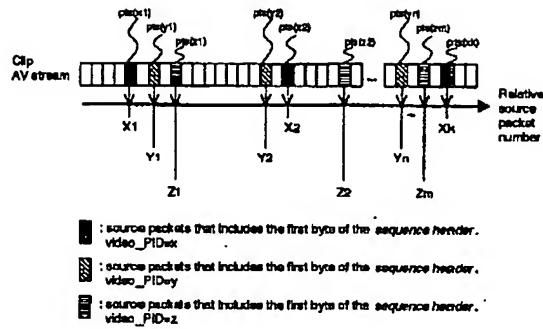 pts(x1) pts(y1) pts(z1) pts(y2) pts(x2) pts(z2) pts(yn) pts(zm) pts(xk)
Clip
AV stream
Relative
source
packet
number
X1 X2 Xk
Y1 Y2 Yn
Z1 Z2 Zm
: source packets that includes the first byte of the sequence header.
video_PID=x
: source packets that includes the first byte of the sequence header.
video_PID=y
: source packets that includes the first byte of the sequence header.
video_PID=z